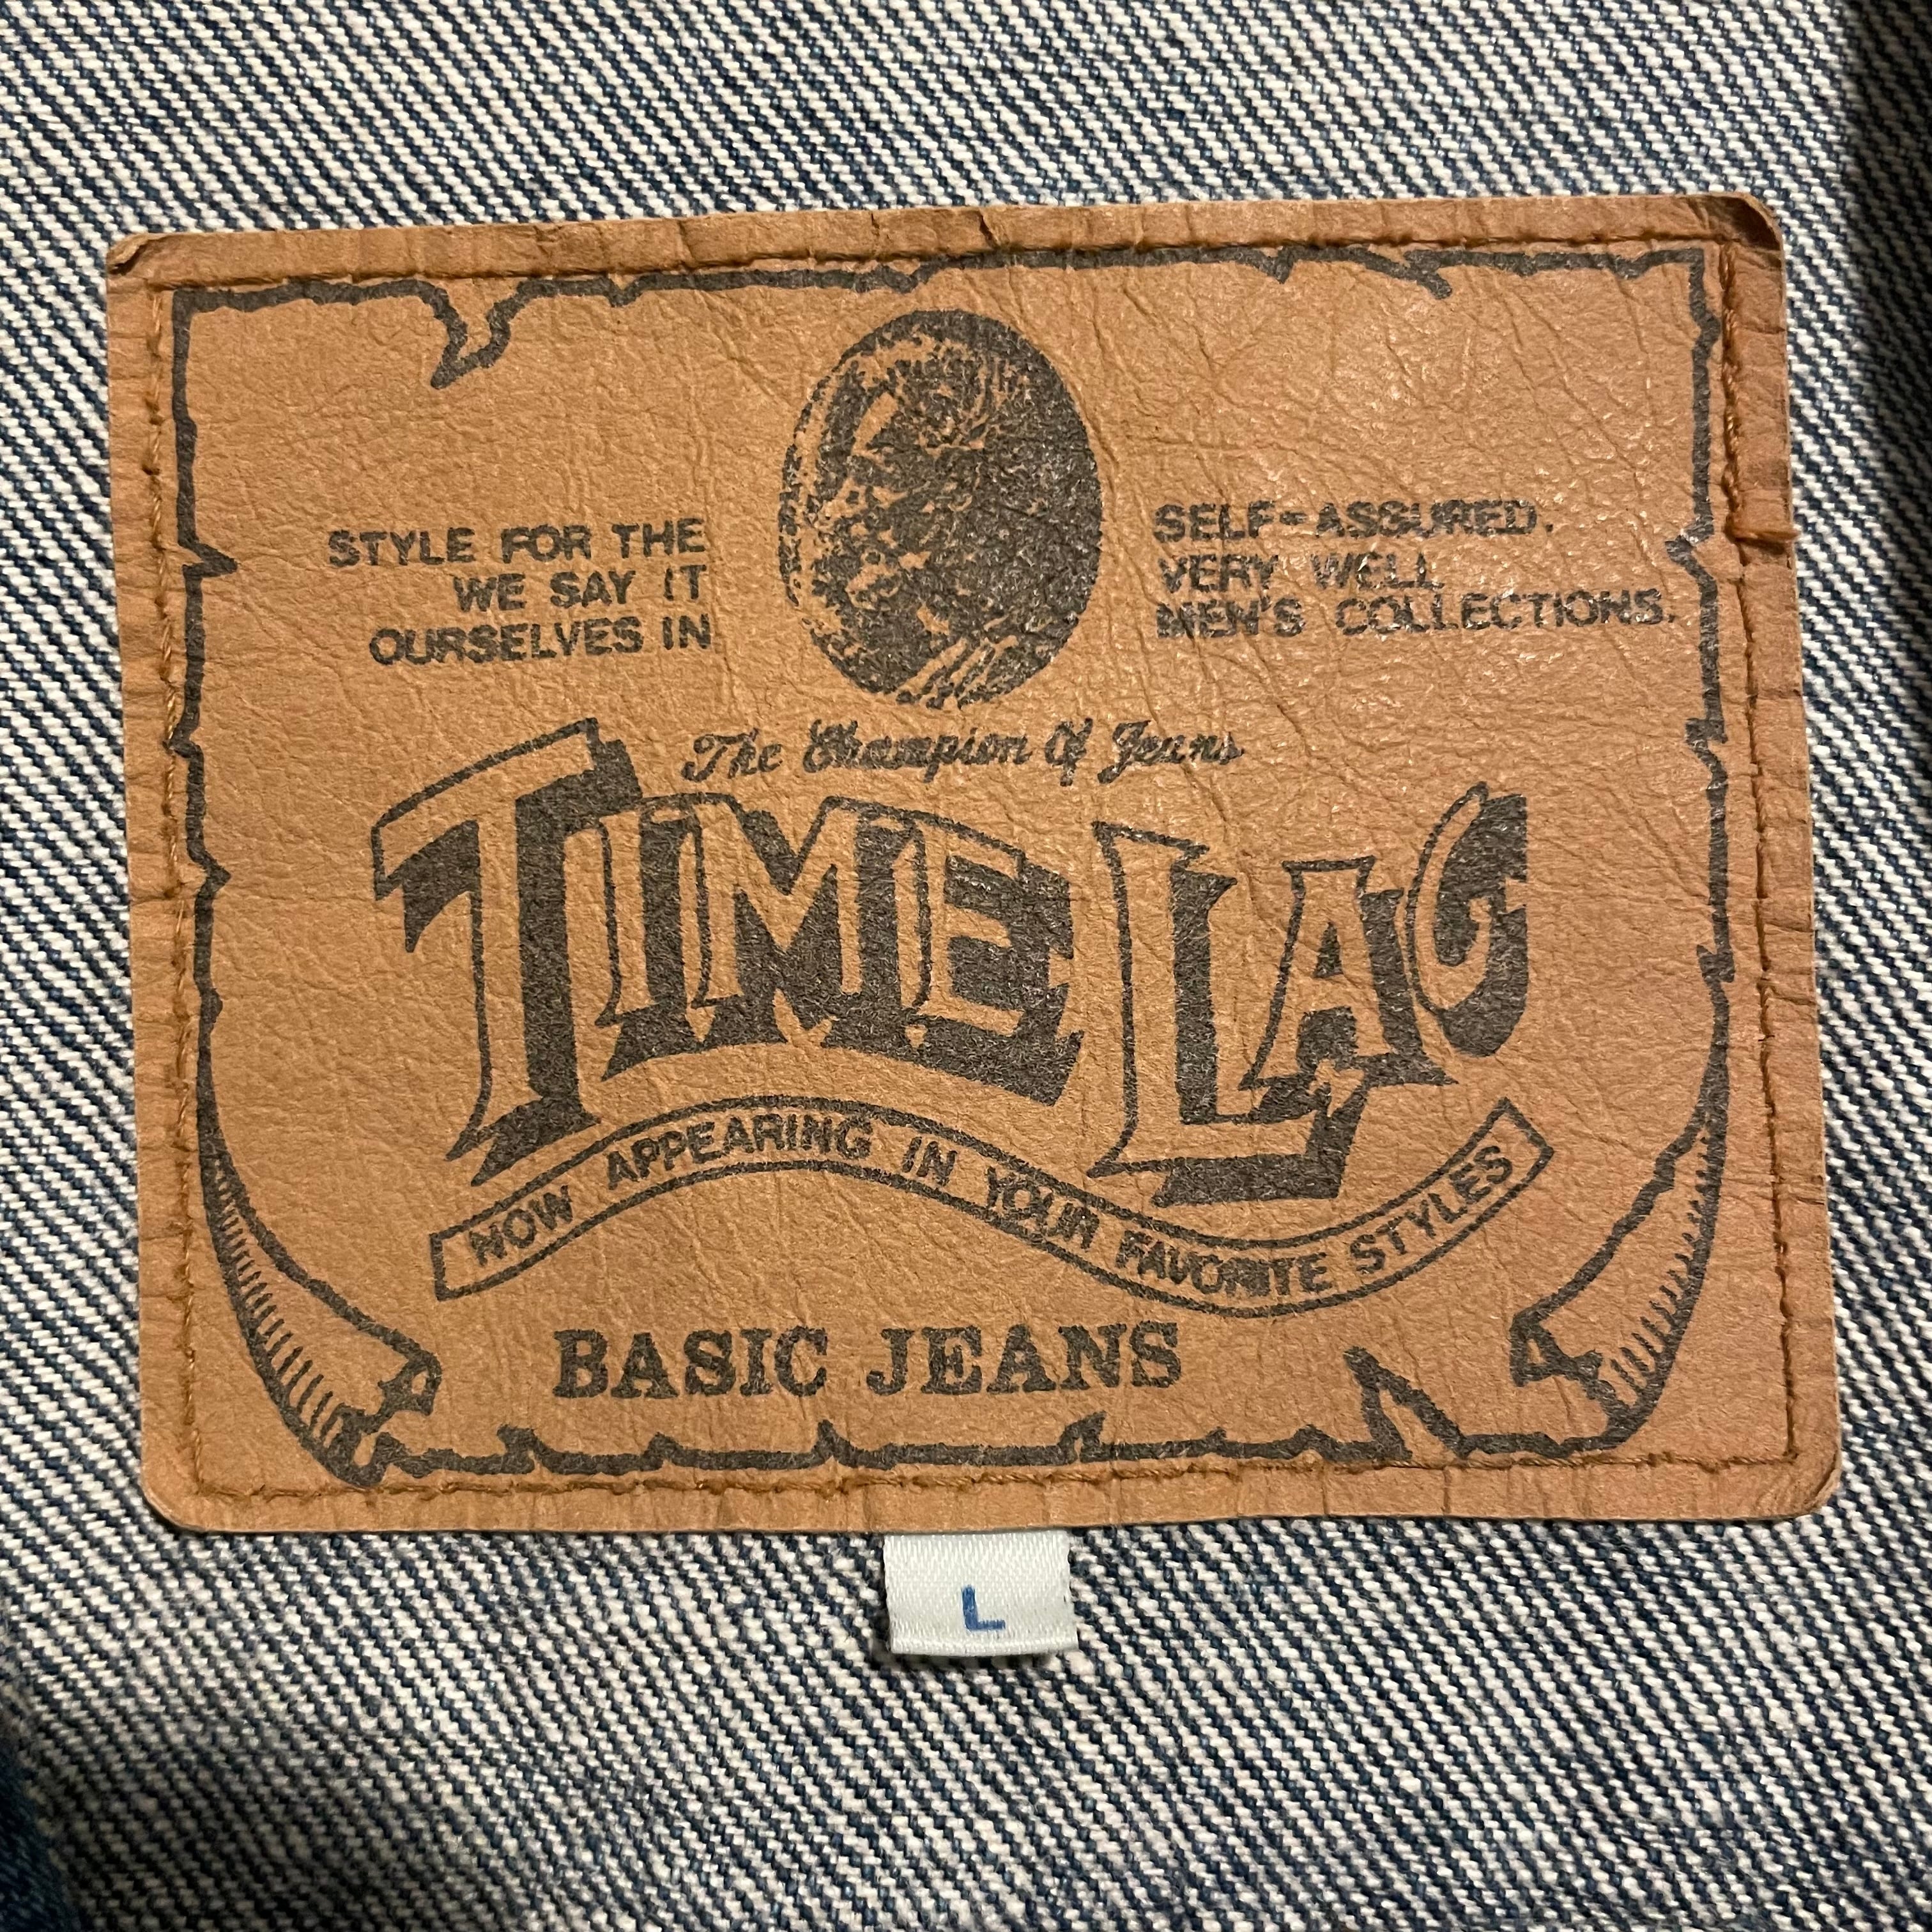 STYLE FOR THE
WE SAY IT
OURSELVES IN
SELF-ASSURED.
VERY WELL
MEN'S COLLECTIONS.
The Champion Of Jeans
TIME LAG
NOW APPEARING IN YOUR FAVORITE STYLES
BASIC JEANS
L